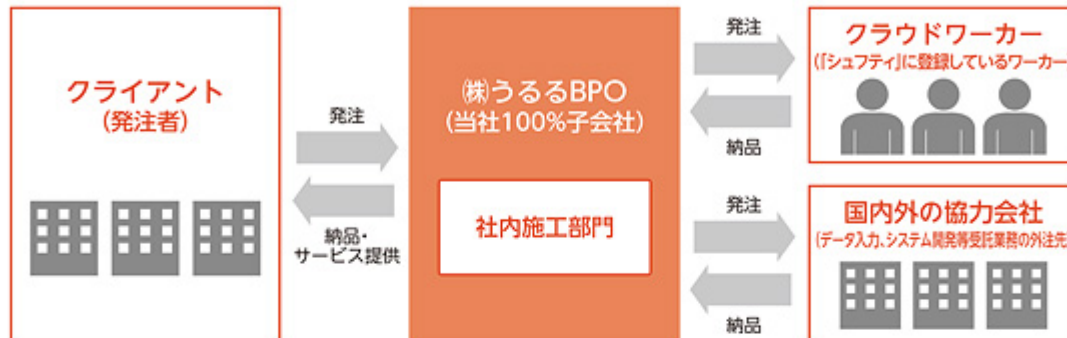 クライアント
(発注者)
発注
納品・
サービス提供
㈱うるるBPO
(当社100%子会社)
社内施工部門
発注
納品
クラウドワーカー
(「シュフティ」に登録しているワーカー
発注
納品
国内外の協力会社
(データ入力、システム開発等受託業務の外注先